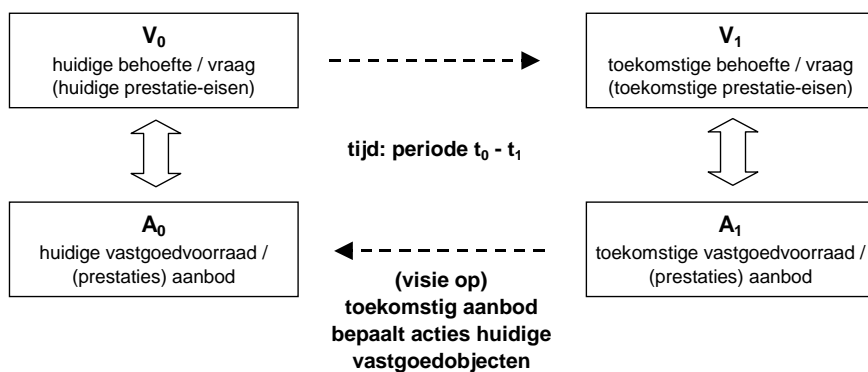 V₀
huidige behoefte / vraag
(huidige prestatie-eisen)
V₁
toekomstige behoefte / vraag
(toekomstige prestatie-eisen)
tijd: periode t₀ - t₁
A₀
huidige vastgoedvoorraad /
(prestaties) aanbod
A₁
toekomstige vastgoedvoorraad /
(prestaties) aanbod
(visie op)
toekomstig aanbod
bepaalt acties huidige
vastgoedobjecten